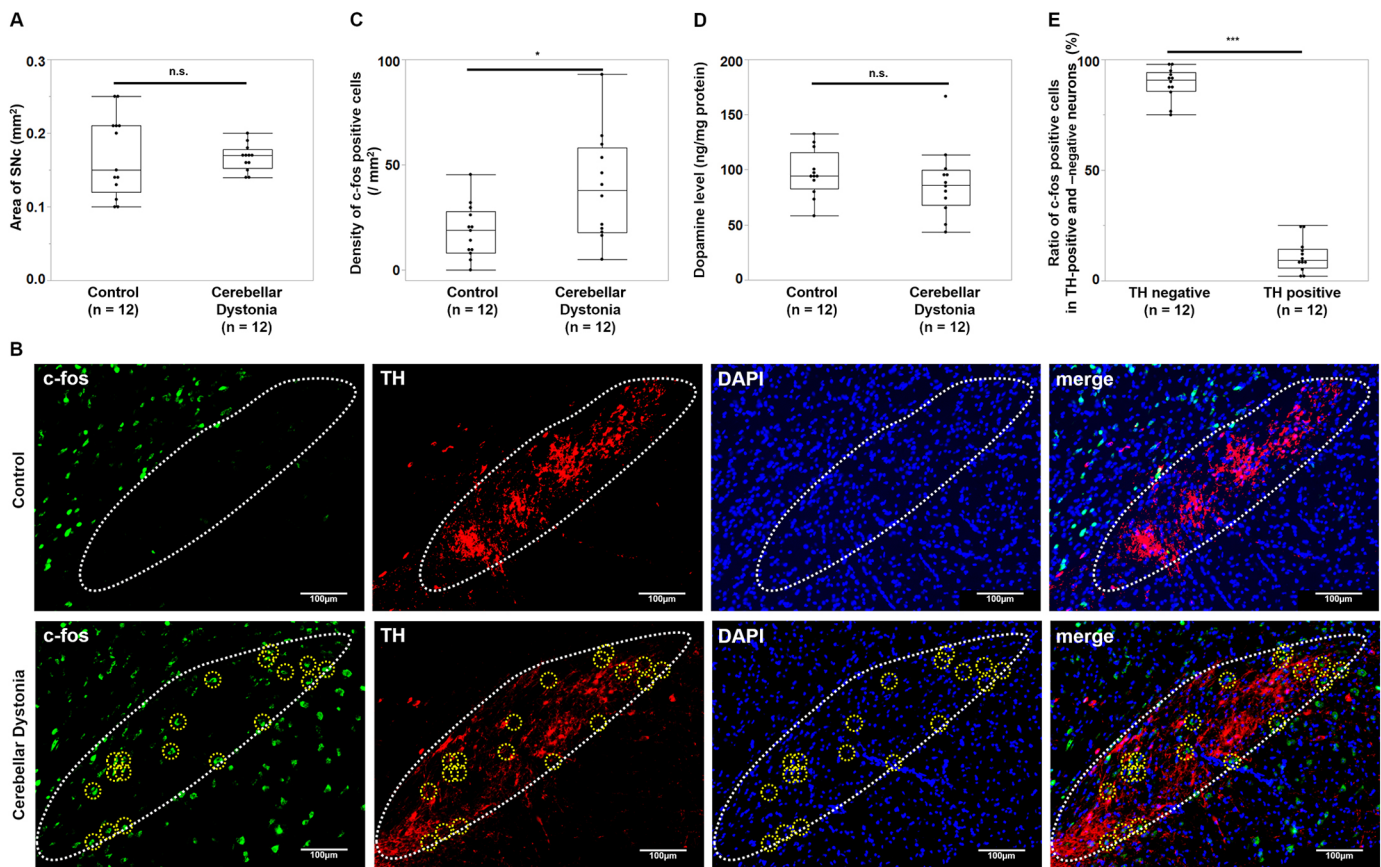 A
Area of SNc (mm²)
0.3
0.2
0.1
0.0
n.s.
Control
(n = 12)
Cerebellar
Dystonia
(n = 12)
C
Density of c-fos positive cells
(/ mm²)
100
50
0
*
Control
(n = 12)
Cerebellar
Dystonia
(n = 12)
D
Dopamine level (ng/mg protein)
200
150
100
50
0
n.s.
Control
(n = 12)
Cerebellar
Dystonia
(n = 12)
E
Ratio of c-fos positive cells
in TH-positive and –negative neurons (%)
100
50
0
***
TH negative
(n = 12)
TH positive
(n = 12)
B
Control
c-fos
100μm
TH
100μm
DAPI
100μm
merge
100μm
Cerebellar Dystonia
c-fos
100μm
TH
100μm
DAPI
100μm
merge
100μm